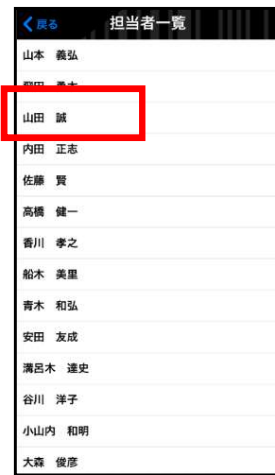 戻る 担当者一覧
山本 義弘
山田 誠
内田 正志
佐藤 賢
高橋 健一
香川 孝之
船木 美里
青木 和弘
安田 友成
溝呂木 達史
谷川 洋子
小山内 和明
大森 俊彦